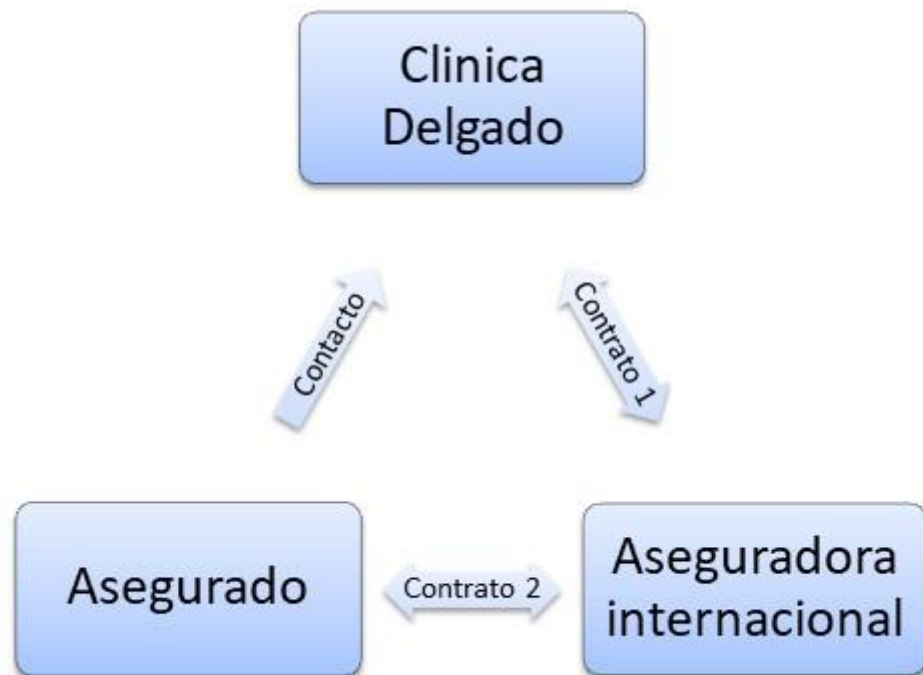 Clinica
Delgado
Contacto
Contrato 1
Asegurado
Contrato 2
Aseguradora
internacional